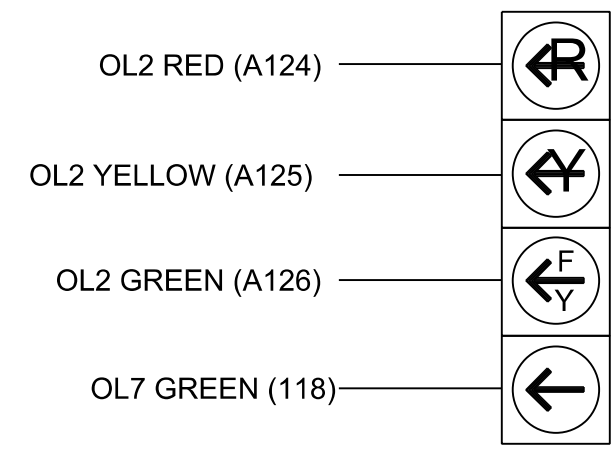 OL2 RED (A124)
R
OL2 YELLOW (A125)
Y
OL2 GREEN (A126)
F
Y
OL7 GREEN (118)